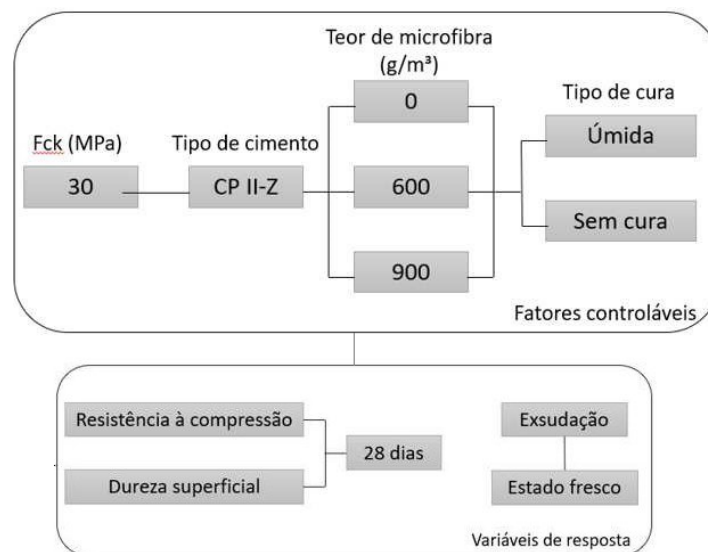 Teor de microfibra
(g/m³)
0
Tipo de cura
Fck (MPa)
Tipo de cimento
Úmida
30
CP II-Z
600
Sem cura
900
Fatores controláveis
Resistência à compressão
Exsudação
28 dias
Dureza superficial
Estado fresco
Variáveis de resposta